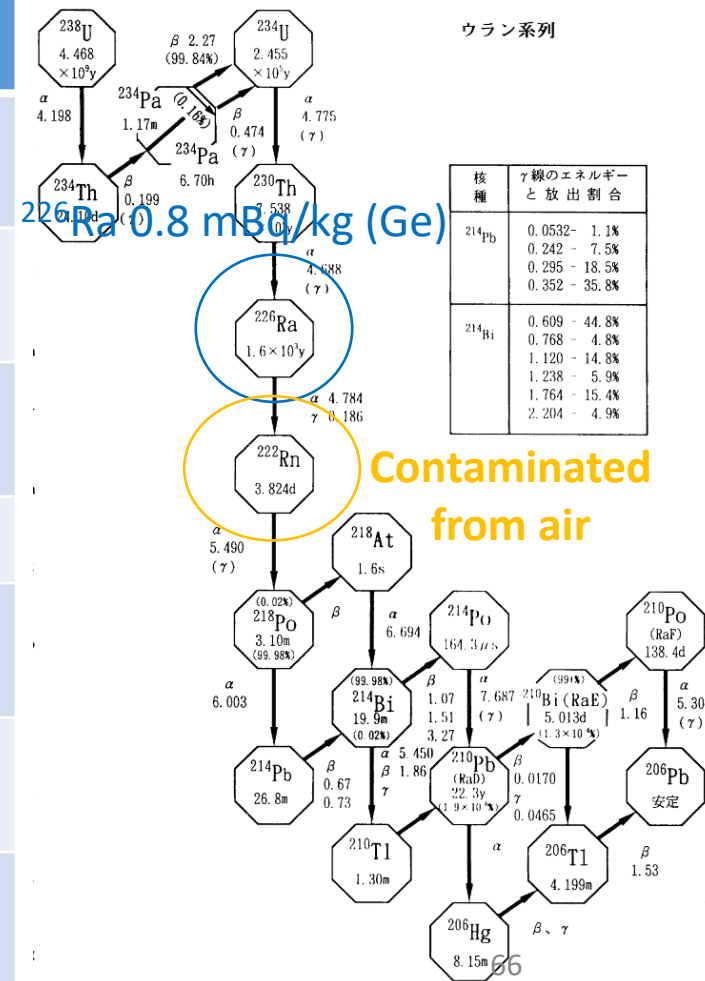 ウラン系列
²³⁸U
4.468
×10⁹y
α
4.198
²³⁴Th
24.10d
β
0.199
(γ)
²³⁴Pa
1.17m
(0.16%)
²³⁴Pa
6.70h
β 2.27
(99.84%)
β
0.474
(γ)
²³⁴U
2.455
×10⁵y
α
4.775
(γ)
²³⁰Th
7.538
²²⁶Ra 0.8 mBq/kg (Ge)
α
4.688
(γ)
²²⁶Ra
1.6×10³y
α 4.784
γ 0.186
²²²Rn
3.824d
Contaminated
from air
核種
γ線のエネルギー
と放出割合
²¹⁴Pb
0.0532- 1.1%
0.242 - 7.5%
0.295 - 18.5%
0.352 - 35.8%
²¹⁴Bi
0.609 - 44.8%
0.768 - 4.8%
1.120 - 14.8%
1.238 - 5.9%
1.764 - 15.4%
2.204 - 4.9%
α
5.490
(γ)
²¹⁸At
1.6s
(0.02%)
²¹⁸Po
3.10m
(99.98%)
β
α
6.694
²¹⁴Po
164.3μs
²¹⁰Po
(RaF)
138.4d
α
6.003
(99.98%)
²¹⁴Bi
19.9m
(0.02%)
β
1.07
1.51
3.27
α
7.687
(γ)
²¹⁰Bi(RaE)
5.013d
β
1.16
α
5.30
(γ)
²¹⁴Pb
26.8m
β
0.67
0.73
α 5.450
β 1.86
γ
²¹⁰Pb
(RaD)
22.3y
β
0.0170
γ
0.0465
²⁰⁶Pb
安定
²¹⁰Tl
1.30m
α
²⁰⁶Tl
4.199m
β
1.53
²⁰⁶Hg
8.15m
β、γ
66